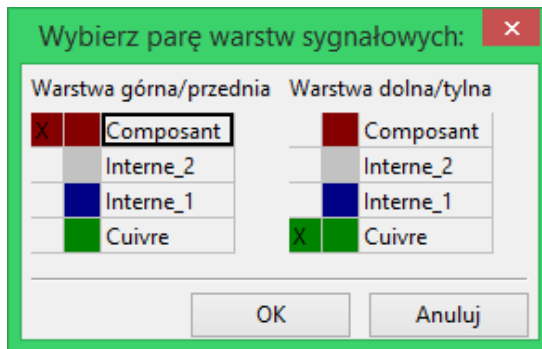 Wybierz parę warstw sygnałowych:
Warstwa górna/przednia Warstwa dolna/tylna
X Composant Composant
Interne_2 Interne_2
Interne_1 Interne_1
Cuivre X Cuivre
OK Anuluj